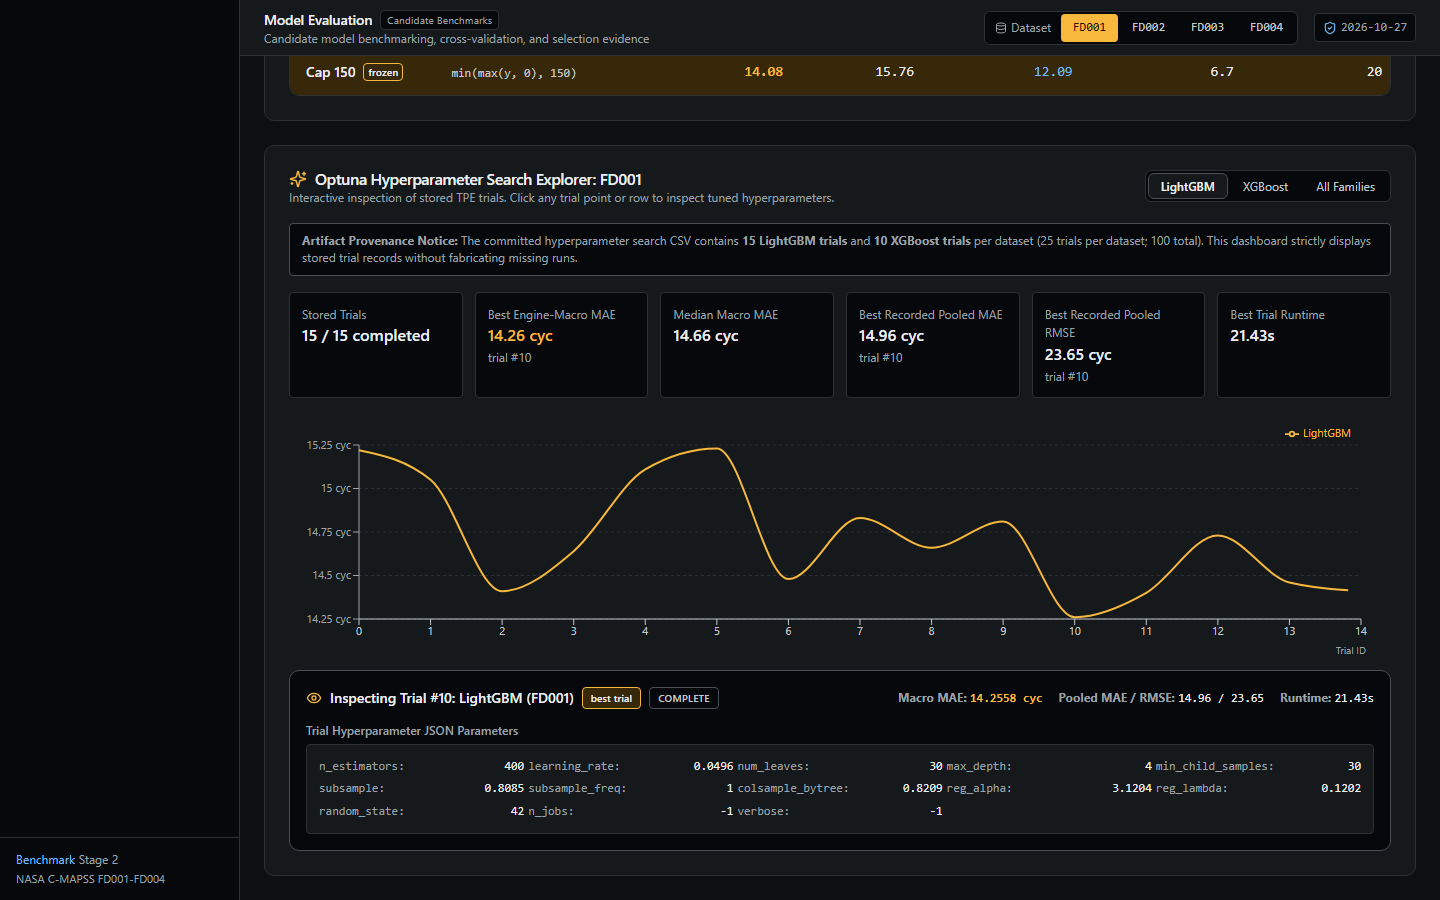 Model Evaluation Candidate Benchmarks
Candidate model benchmarking, cross-validation, and selection evidence
Dataset FD001 FD002 FD003 FD004 2026-10-27
Cap 150 frozen min(max(y, 0), 150) 14.08 15.76 12.09 6.7 20
Optuna Hyperparameter Search Explorer: FD001
Interactive inspection of stored TPE trials. Click any trial point or row to inspect tuned hyperparameters.
LightGBM XGBoost All Families
Artifact Provenance Notice: The committed hyperparameter search CSV contains 15 LightGBM trials and 10 XGBoost trials per dataset (25 trials per dataset; 100 total). This dashboard strictly displays
stored trial records without fabricating missing runs.
Stored Trials
15 / 15 completed
Best Engine-Macro MAE
14.26 cyc
trial #10
Median Macro MAE
14.66 cyc
Best Recorded Pooled MAE
14.96 cyc
trial #10
Best Recorded Pooled
RMSE
23.65 cyc
trial #10
Best Trial Runtime
21.43s
LightGBM
15.25 cyc
15 cyc
14.75 cyc
14.5 cyc
14.25 cyc
0 1 2 3 4 5 6 7 8 9 10 11 12 13 14
Trial ID
Inspecting Trial #10: LightGBM (FD001) best trial COMPLETE
Macro MAE: 14.2558 cyc Pooled MAE / RMSE: 14.96 / 23.65 Runtime: 21.43s
Trial Hyperparameter JSON Parameters
n_estimators: 400 learning_rate: 0.0496 num_leaves: 30 max_depth: 4 min_child_samples: 30
subsample: 0.8085 subsample_freq: 1 colsample_bytree: 0.8209 reg_alpha: 3.1204 reg_lambda: 0.1202
random_state: 42 n_jobs: -1 verbose: -1
Benchmark Stage 2
NASA C-MAPSS FD001-FD004